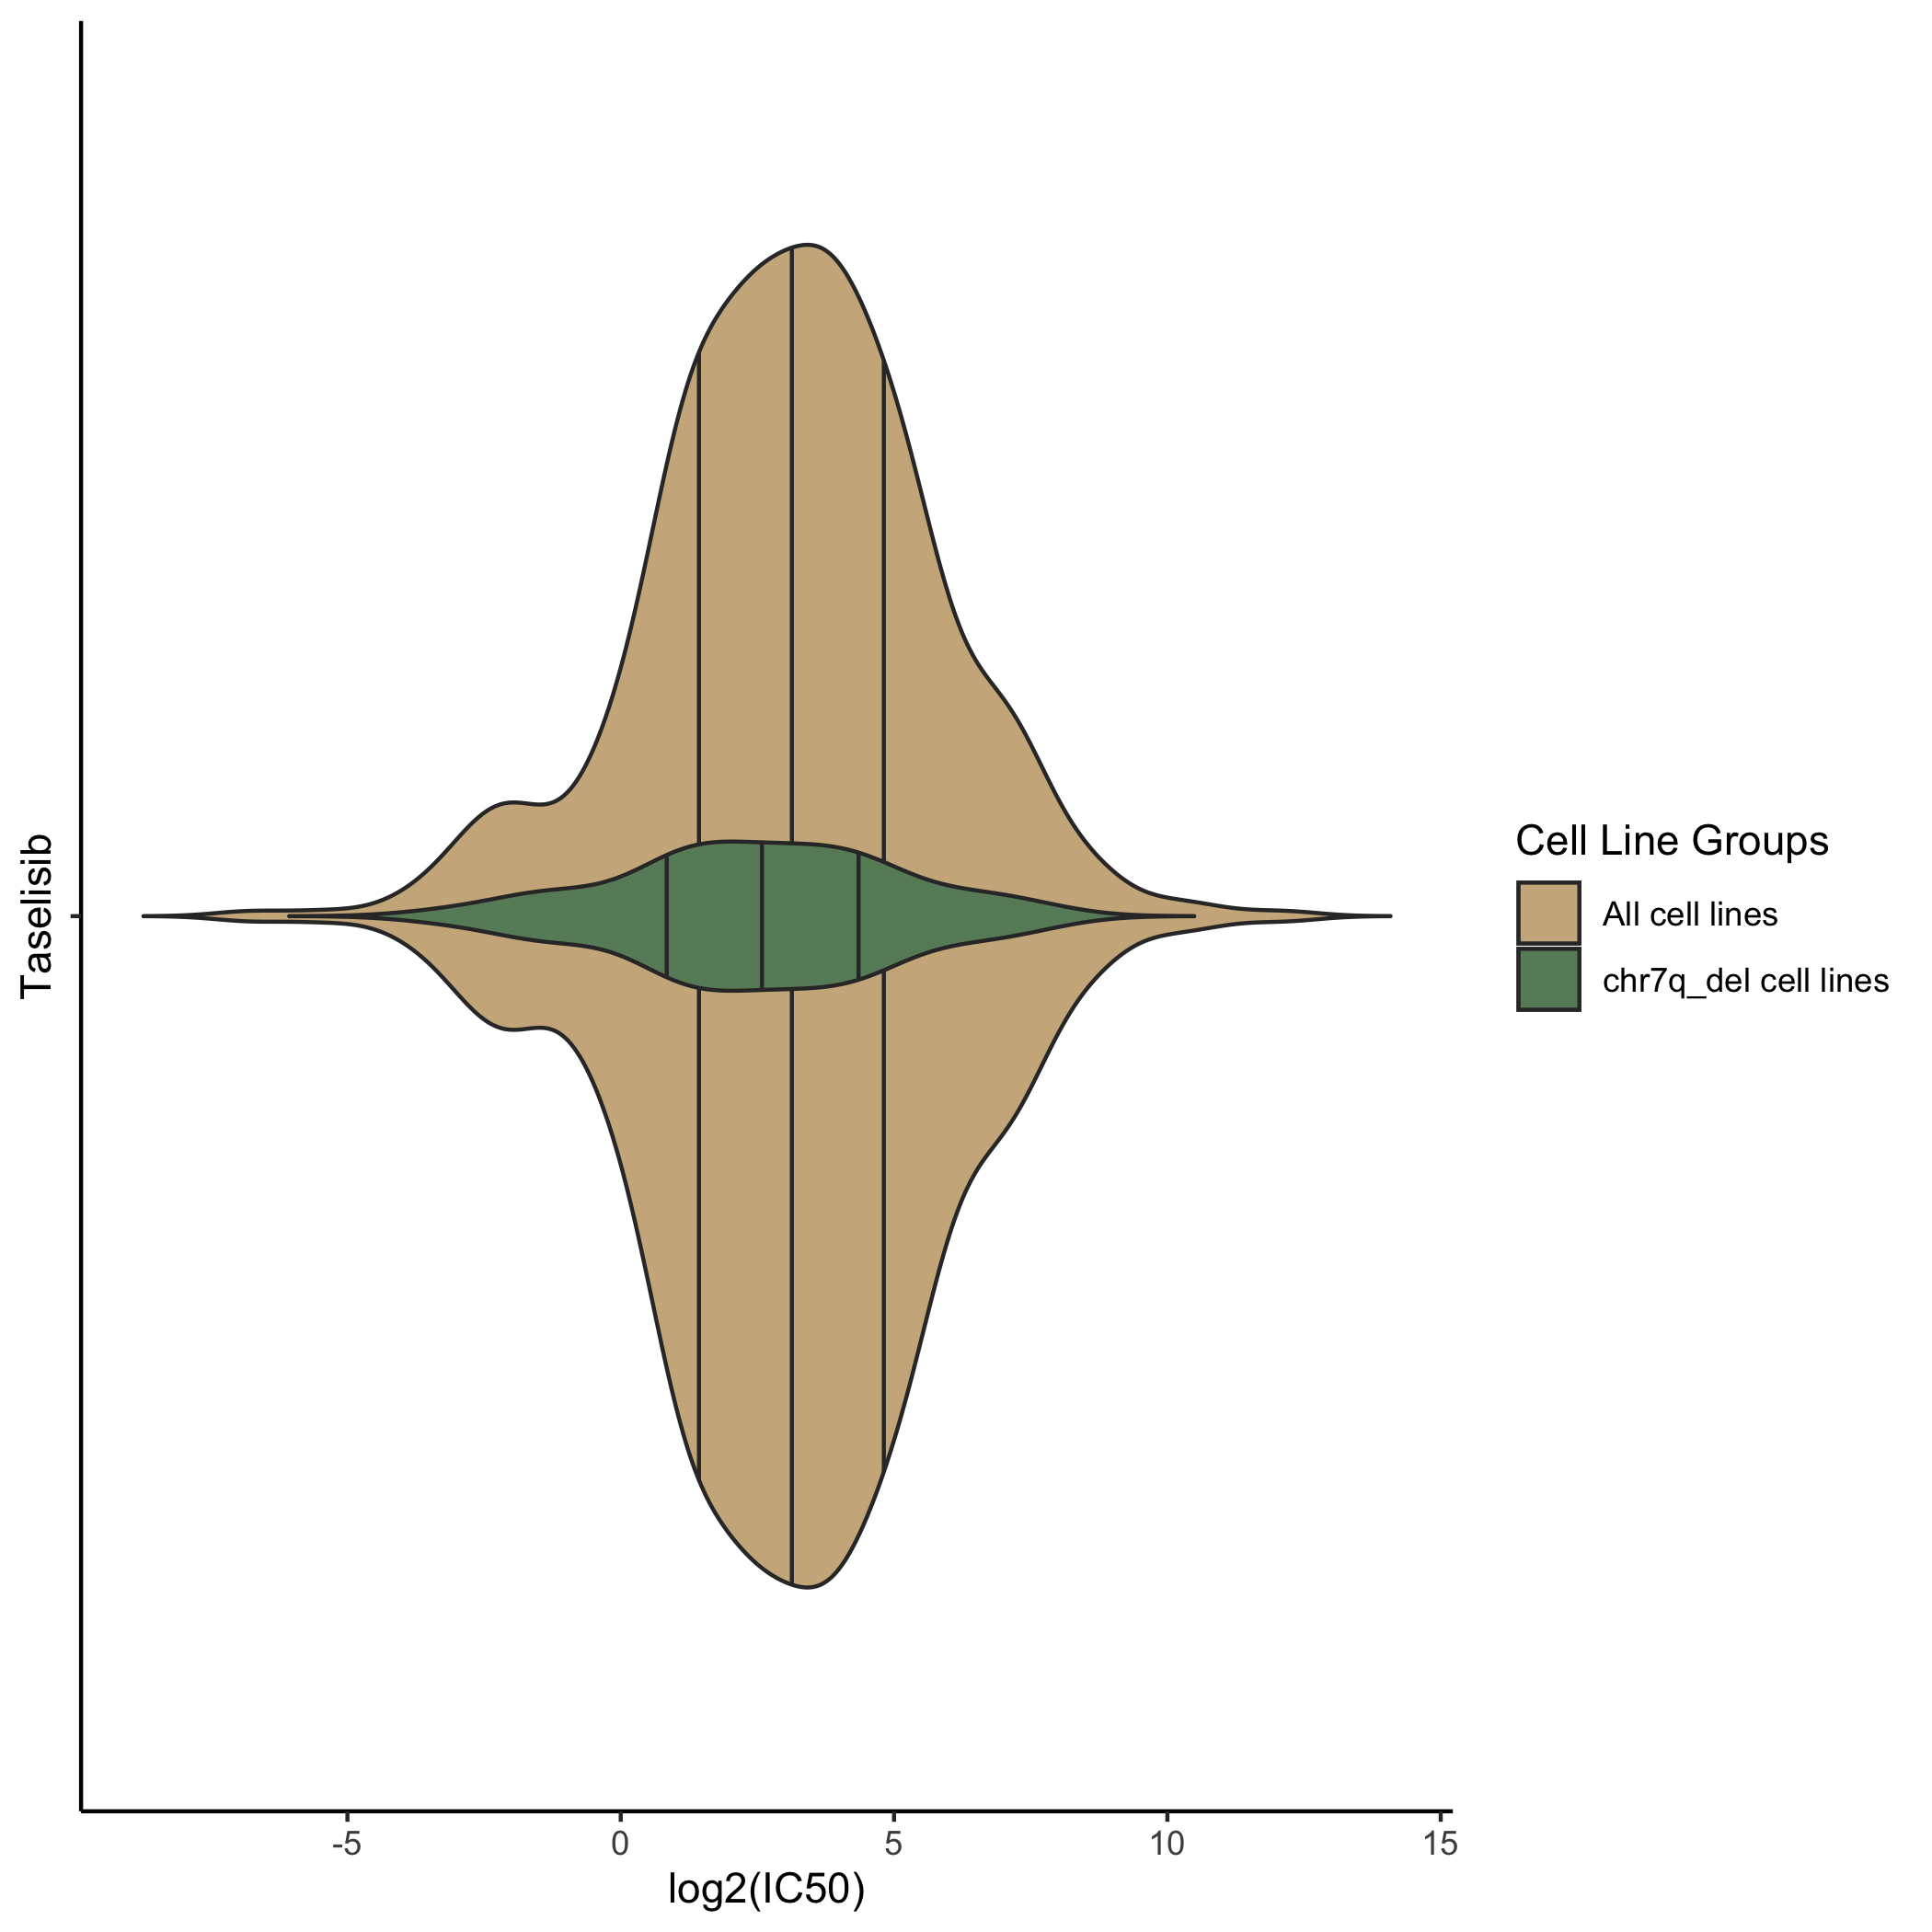 Taselisib
-5
0
5
10
15
log2(IC50)
Cell Line Groups
All cell lines
chr7q_del cell lines